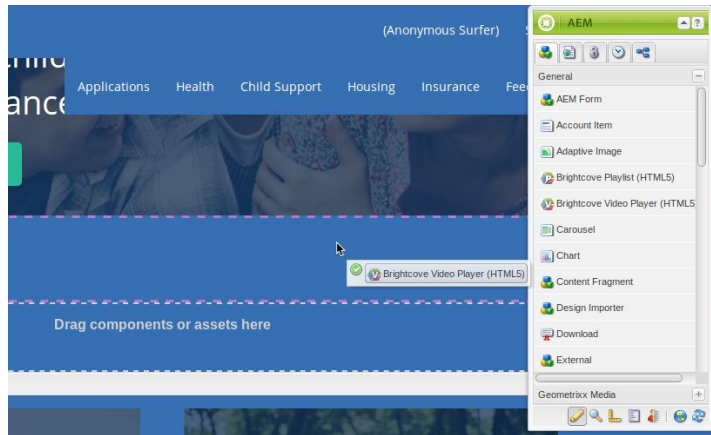 (Anonymous Surfer)
ance
Applications
Health
Child Support
Housing
Insurance
Fee
Brightcove Video Player (HTML5)
Drag components or assets here
AEM
?
General
AEM Form
Account Item
Adaptive Image
Brightcove Playlist (HTML5)
Brightcove Video Player (HTML5
Carousel
Chart
Content Fragment
Design Importer
Download
External
Geometrixx Media